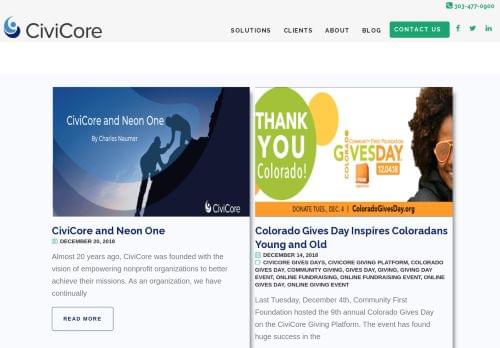 303-477-0900
CiviCore
SOLUTIONS CLIENTS ABOUT BLOG CONTACT US
CiviCore and Neon One
By Charles Naumer
CiviCore
THANK
YOU
Colorado!
COLORADO
Community First Foundation
GIVESDAY
12.04.18
DONATE TUES., DEC. 4 | ColoradoGivesDay.org
CiviCore and Neon One
DECEMBER 20, 2018
Almost 20 years ago, CiviCore was founded with the
vision of empowering nonprofit organizations to better
achieve their missions. As an organization, we have
continually
READ MORE
Colorado Gives Day Inspires Coloradans
Young and Old
DECEMBER 14, 2018
CIVICORE GIVES DAYS, CIVICORE GIVING PLATFORM, COLORADO
GIVES DAY, COMMUNITY GIVING, GIVES DAY, GIVING, GIVING DAY
EVENT, ONLINE FUNDRAISING, ONLINE FUNDRAISING EVENT, ONLINE
GIVES DAY, ONLINE GIVING EVENT
Last Tuesday, December 4th, Community First
Foundation hosted the 9th annual Colorado Gives Day
on the CiviCore Giving Platform. The event has found
huge success in the